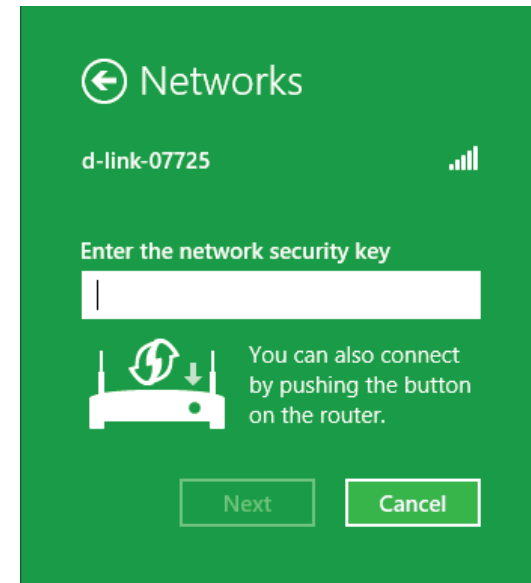 Networks
d-link-07725
Enter the network security key
You can also connect
by pushing the button
on the router.
Next
Cancel